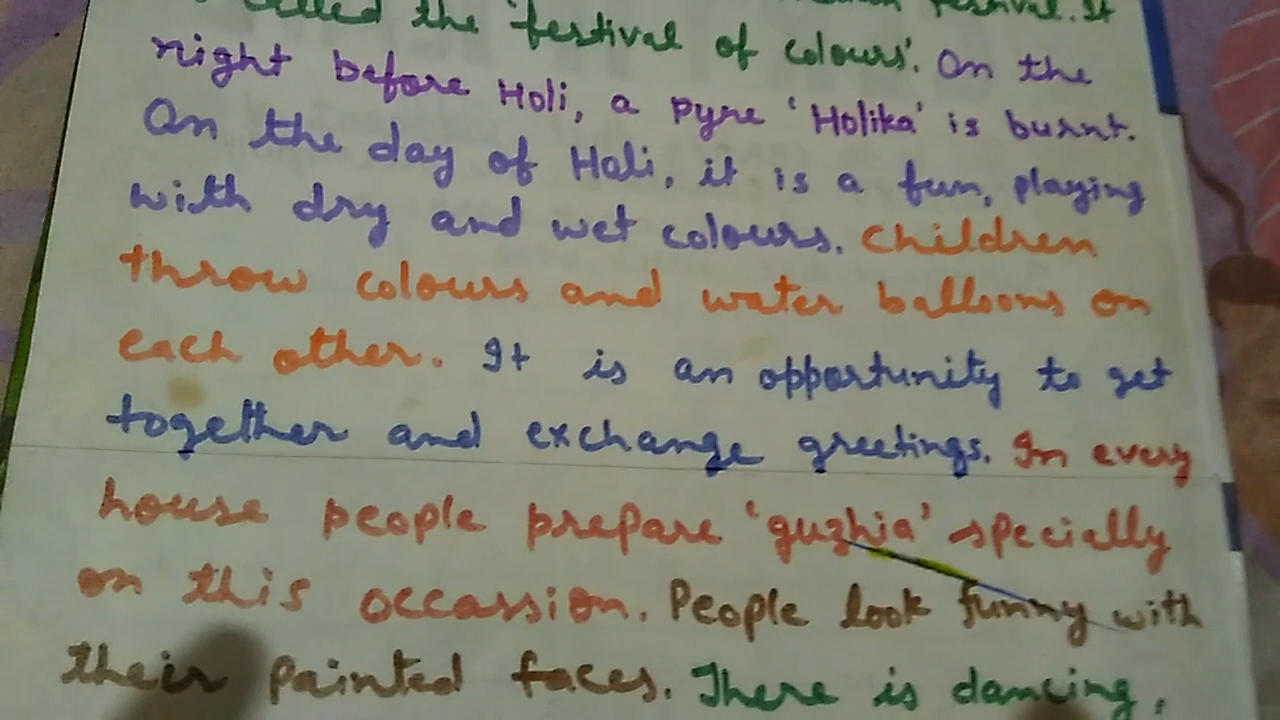 called the 'festival of colours'. On the
night before Holi, a pyre 'Holika' is burnt.
On the day of Holi, it is a fun, playing
with dry and wet colours. Children
throw colours and water balloons on
each other. It is an opportunity to get
together and exchange greetings. In every
house people prepare 'guzhia' specially
on this occassion. People look funny with
their painted faces. There is dancing,